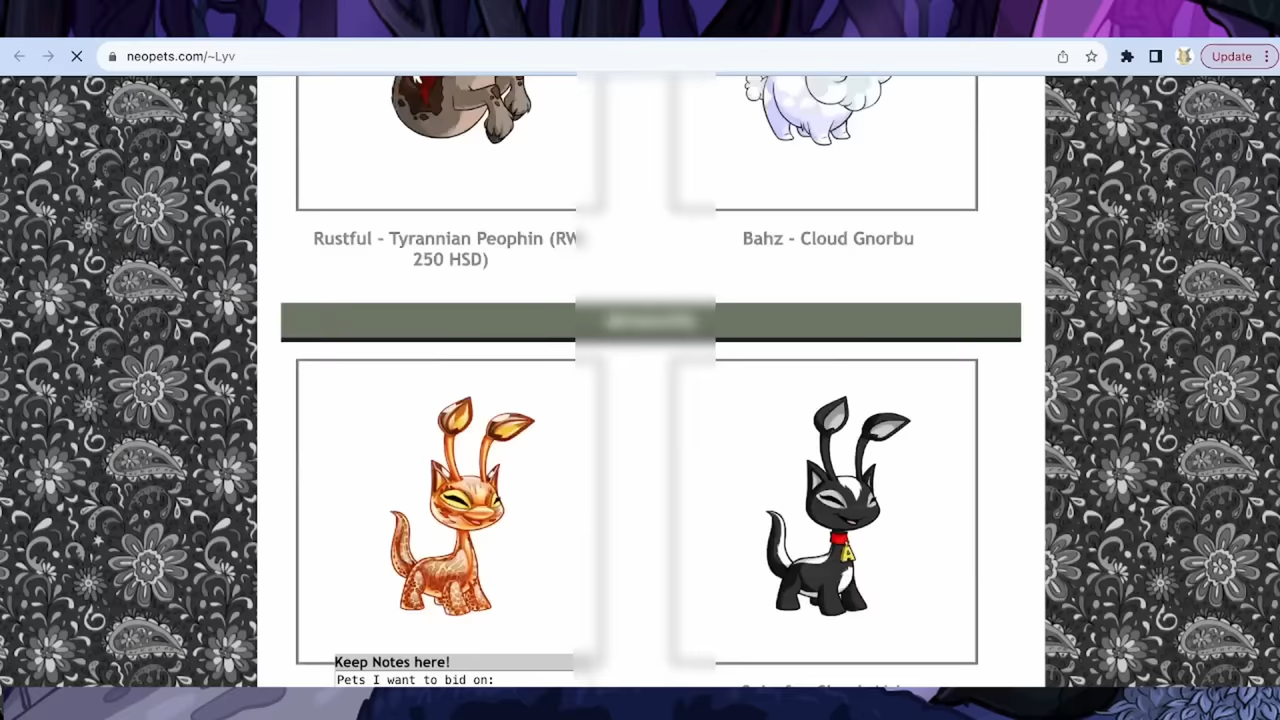 neopets.com/~Lyv
Update
Rustful - Tyrannian Peophin (RW
250 HSD)
Bahz - Cloud Gnorbu
A
Keep Notes here!
Pets I want to bid on: